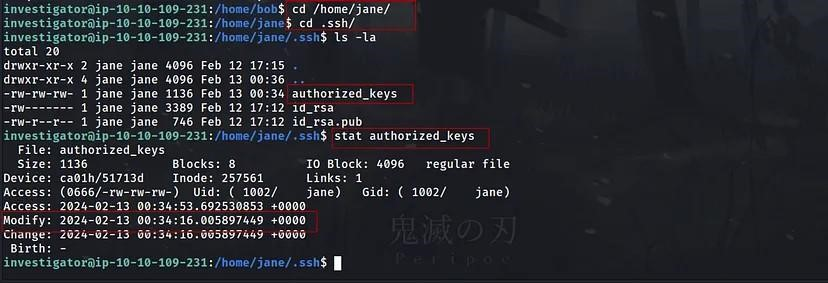 investigator@ip-10-10-109-231:/home/bob$ cd /home/jane/
investigator@ip-10-10-109-231:/home/jane$ cd .ssh/
investigator@ip-10-10-109-231:/home/jane/.ssh$ ls -la
total 20
drwxr-xr-x 2 jane jane 4096 Feb 12 17:15 .
drwxr-xr-x 4 jane jane 4096 Feb 13 00:36 ..
-rw-rw-rw- 1 jane jane 1136 Feb 13 00:34 authorized_keys
-rw------- 1 jane jane 3389 Feb 12 17:12 id_rsa
-rw-r--r-- 1 jane jane  746 Feb 12 17:12 id_rsa.pub
investigator@ip-10-10-109-231:/home/jane/.ssh$ stat authorized_keys
  File: authorized_keys
  Size: 1136            Blocks: 8          IO Block: 4096   regular file
Device: ca01h/51713d    Inode: 257561      Links: 1
Access: (0666/-rw-rw-rw-)  Uid: ( 1002/    jane)   Gid: ( 1002/    jane)
Access: 2024-02-13 00:34:53.692530853 +0000
Modify: 2024-02-13 00:34:16.005897449 +0000
Change: 2024-02-13 00:34:16.005897449 +0000
 Birth: -
investigator@ip-10-10-109-231:/home/jane/.ssh$
鬼滅の刃
Peripoc